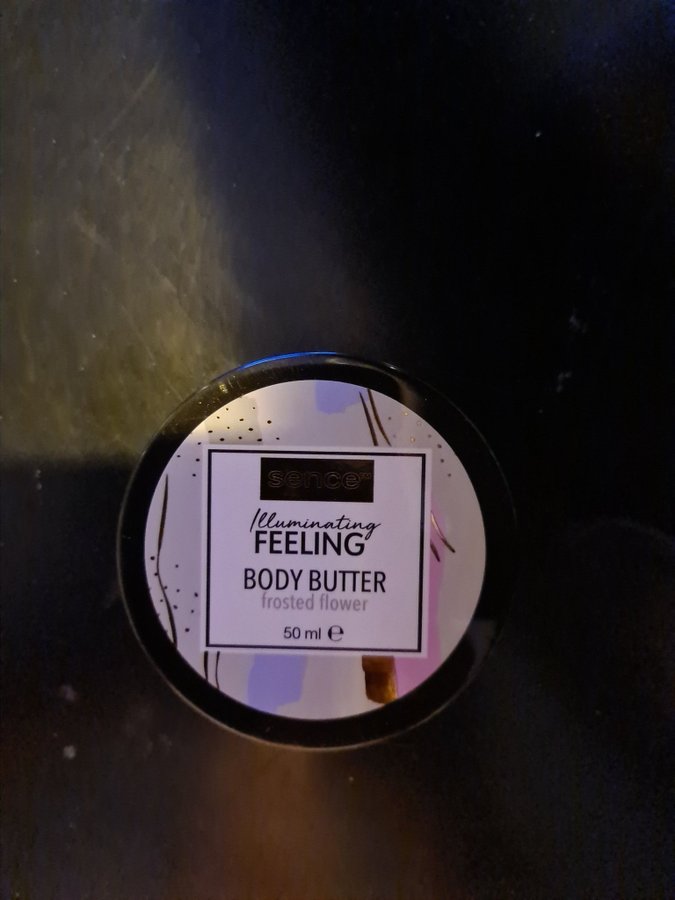 sence
Illuminating
FEELING
BODY BUTTER
frosted flower
50 ml ℮